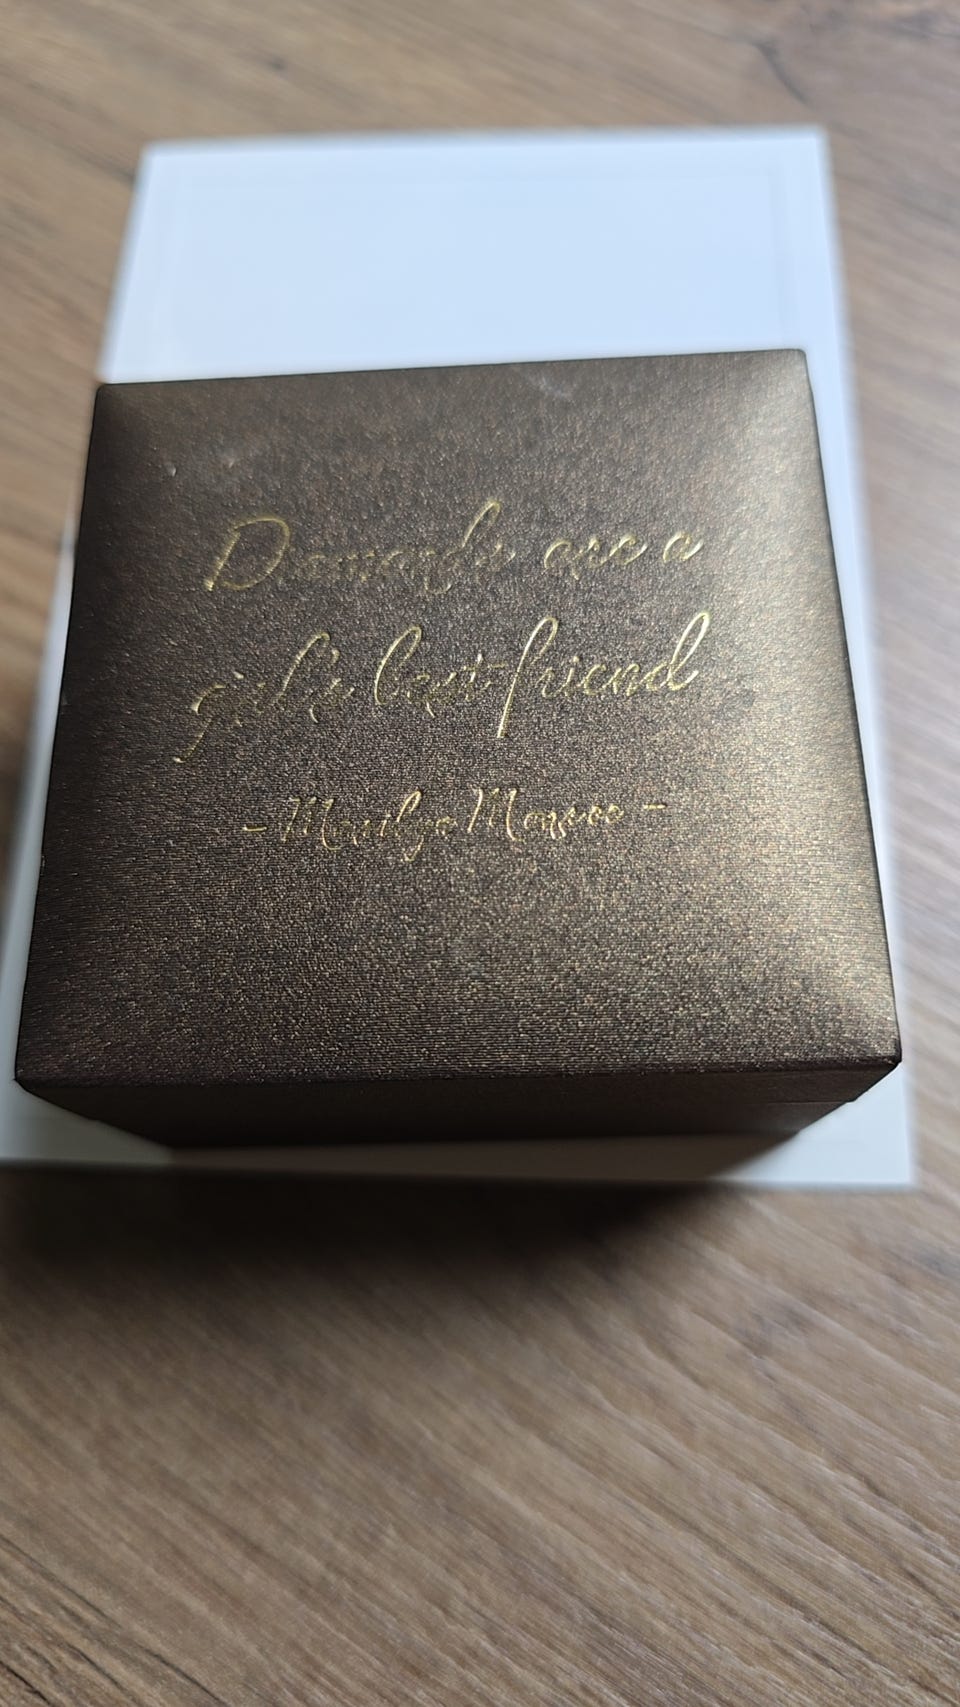 Diamonds are a
girl's best friend
- Marilyn Monroe -